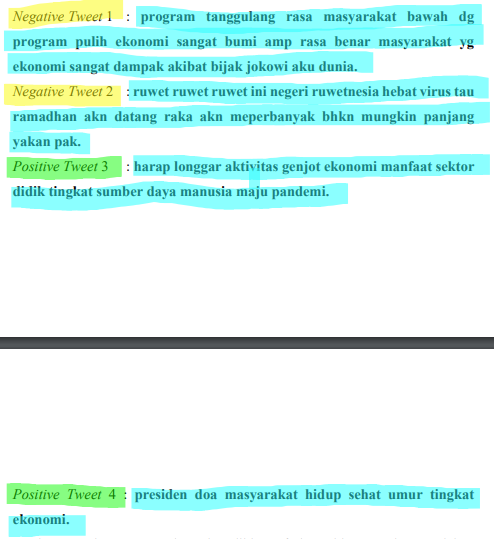 Negative Tweet 1 : program tanggulang rasa masyarakat bawah dg
program pulih ekonomi sangat bumi amp rasa benar masyarakat yg
ekonomi sangat dampak akibat bijak jokowi aku dunia.
Negative Tweet 2 : ruwet ruwet ruwet ini negeri ruwetnesia hebat virus tau
ramadhan akn datang raka akn meperbanyak bhkn mungkin panjang
yakan pak.
Positive Tweet 3 : harap longgar aktivitas genjot ekonomi manfaat sektor
didik tingkat sumber daya manusia maju pandemi.
Positive Tweet 4 : presiden doa masyarakat hidup sehat umur tingkat
ekonomi.